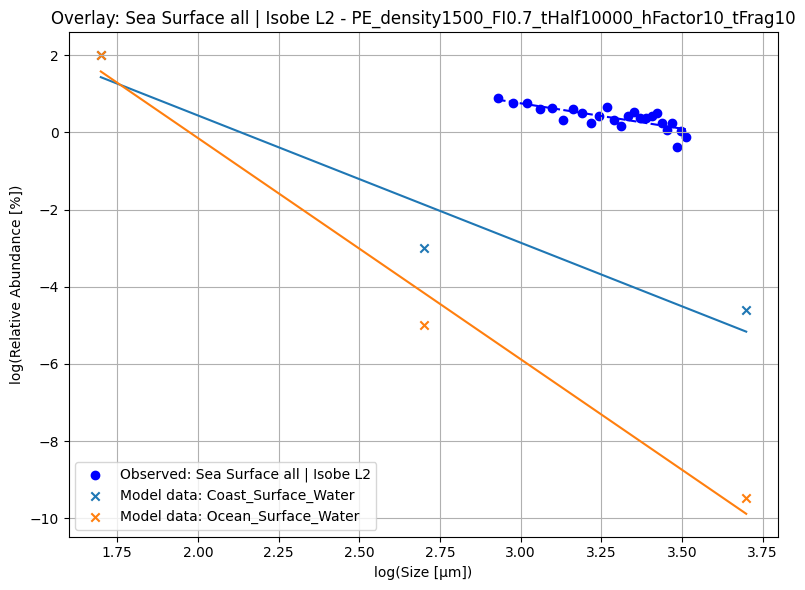 Overlay: Sea Surface all | Isobe L2 - PE_density1500_FI0.7_tHalf10000_hFactor10_tFrag10
log(Relative Abundance [%])
2
0
−2
−4
−6
−8
−10
Observed: Sea Surface all | Isobe L2
Model data: Coast_Surface_Water
Model data: Ocean_Surface_Water
1.75
2.00
2.25
2.50
2.75
3.00
3.25
3.50
3.75
log(Size [µm])